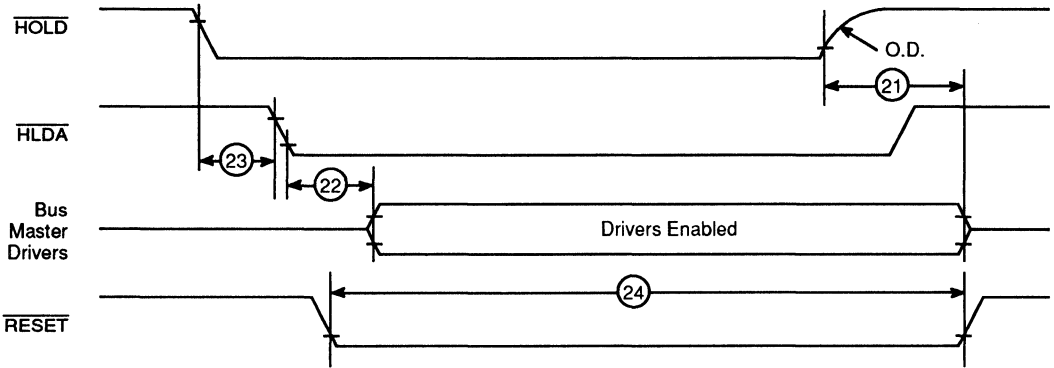 HOLD
O.D.
21
HLDA
23
22
Bus
Master
Drivers
Drivers Enabled
24
RESET